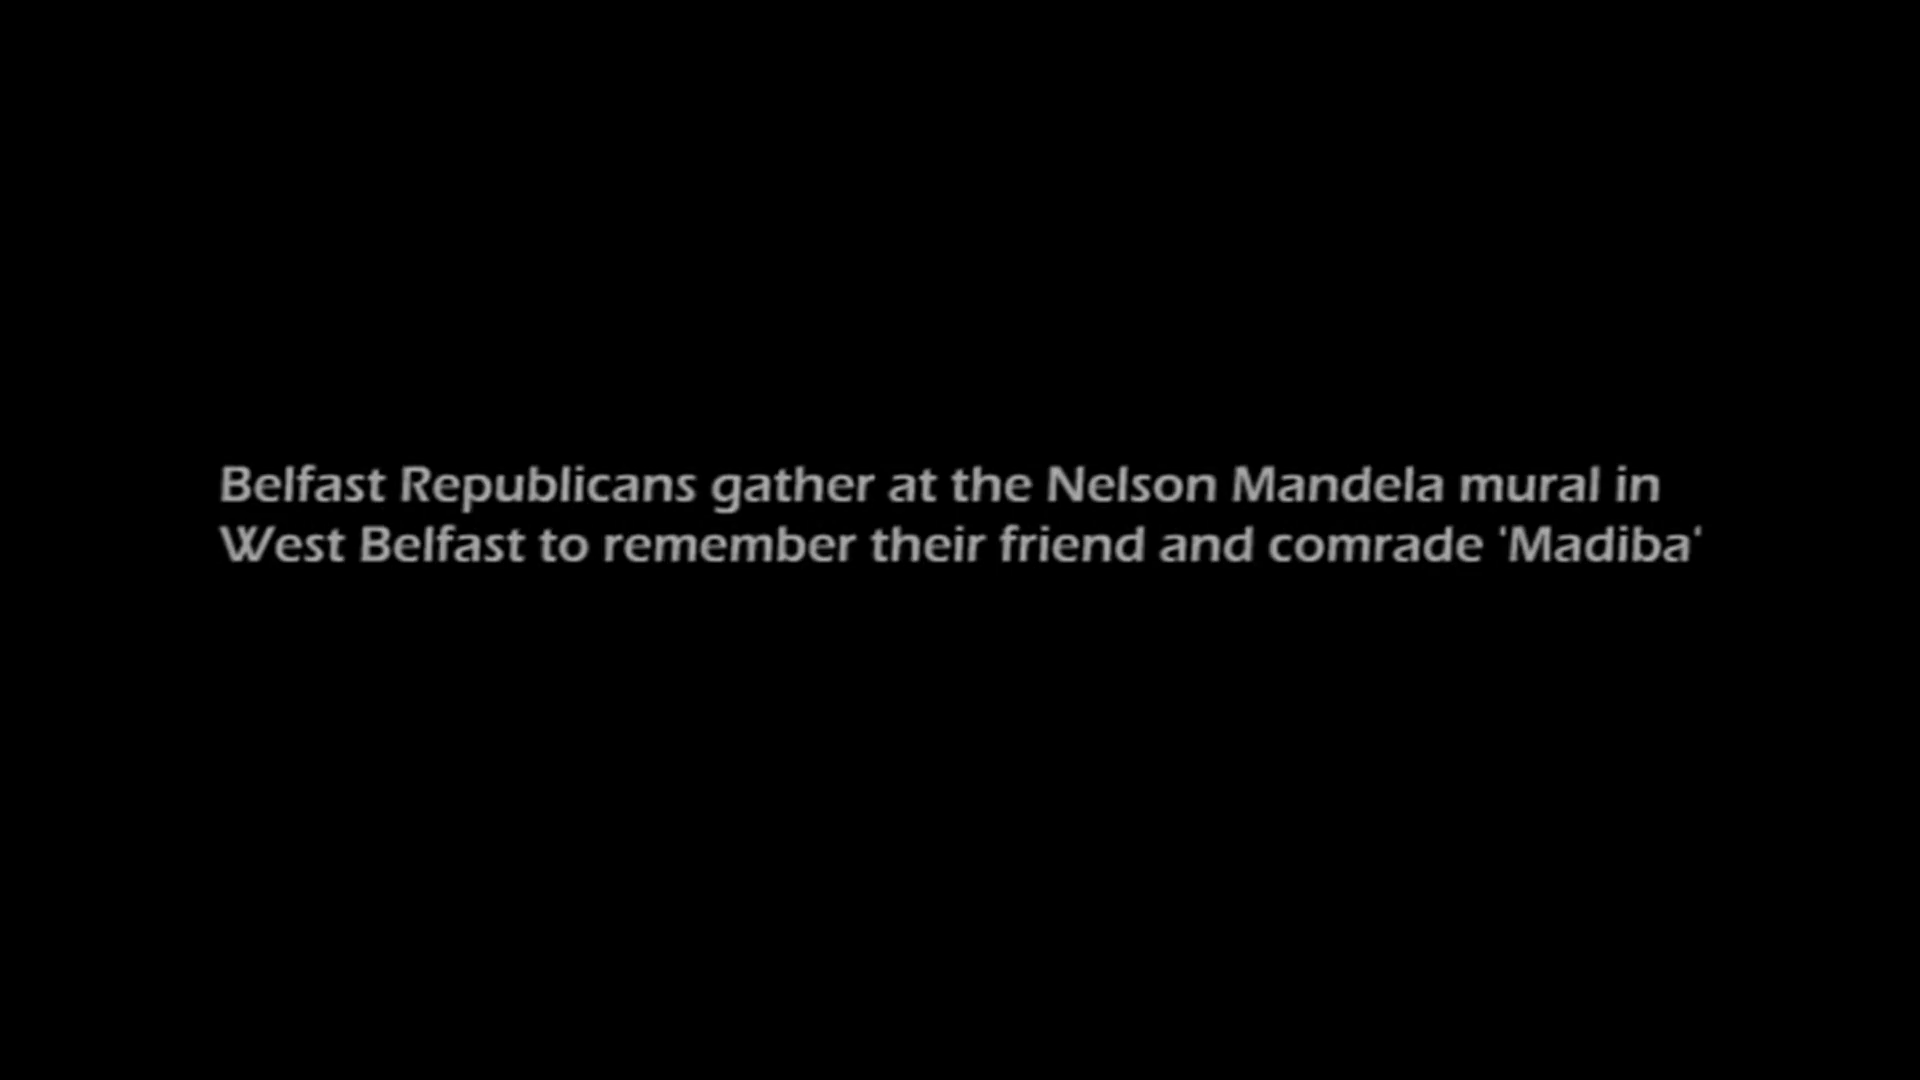 Belfast Republicans gather at the Nelson Mandela mural in
West Belfast to remember their friend and comrade 'Madiba'